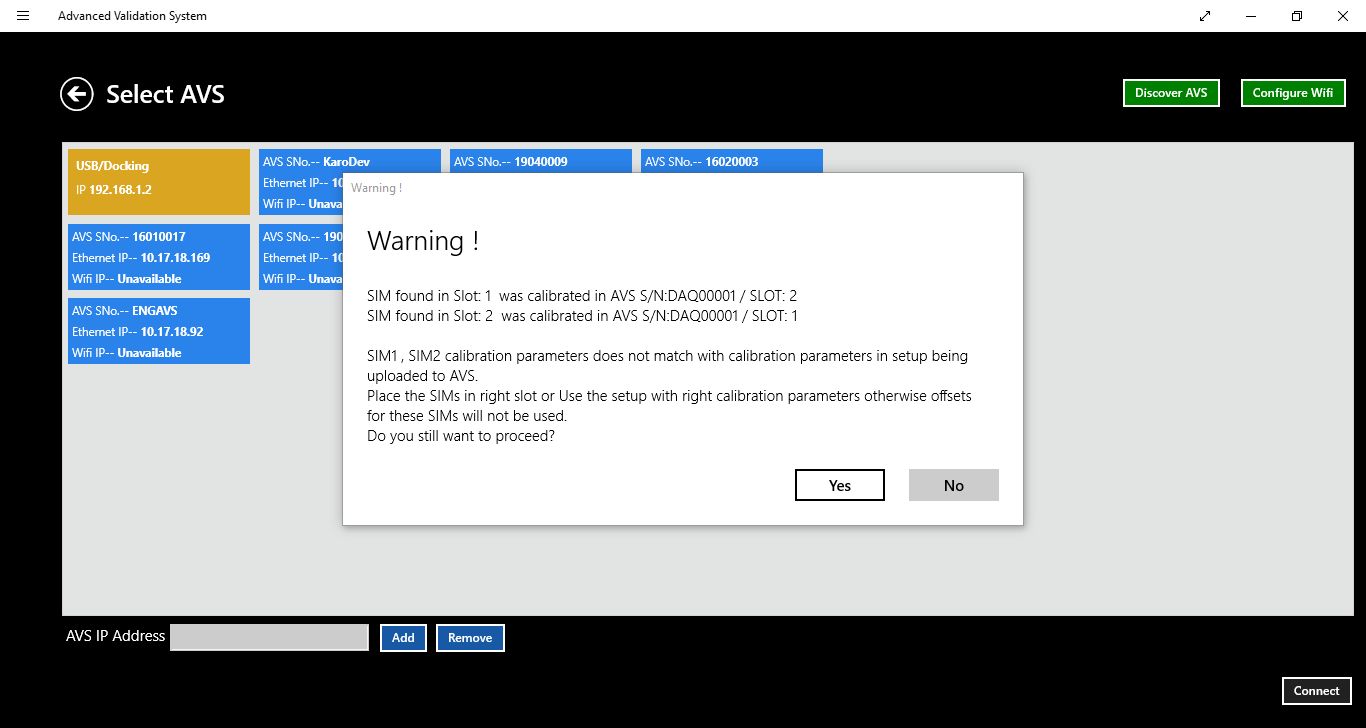 Advanced Validation System
Select AVS
Discover AVS
Configure Wifi
USB/Docking
IP 192.168.1.2
AVS SNo.-- KaroDev
Ethernet IP-- 10
Wifi IP-- Unava
AVS SNo.-- 19040009
AVS SNo.-- 16020003
AVS SNo.-- 16010017
Ethernet IP-- 10.17.18.169
Wifi IP-- Unavailable
AVS SNo.-- 190
Ethernet IP-- 10
Wifi IP-- Unava
AVS SNo.-- ENGAVS
Ethernet IP-- 10.17.18.92
Wifi IP-- Unavailable
Warning !
Warning !
SIM found in Slot: 1 was calibrated in AVS S/N:DAQ00001 / SLOT: 2
SIM found in Slot: 2 was calibrated in AVS S/N:DAQ00001 / SLOT: 1
SIM1 , SIM2 calibration parameters does not match with calibration parameters in setup being
uploaded to AVS.
Place the SIMs in right slot or Use the setup with right calibration parameters otherwise offsets
for these SIMs will not be used.
Do you still want to proceed?
Yes
No
AVS IP Address
Add
Remove
Connect